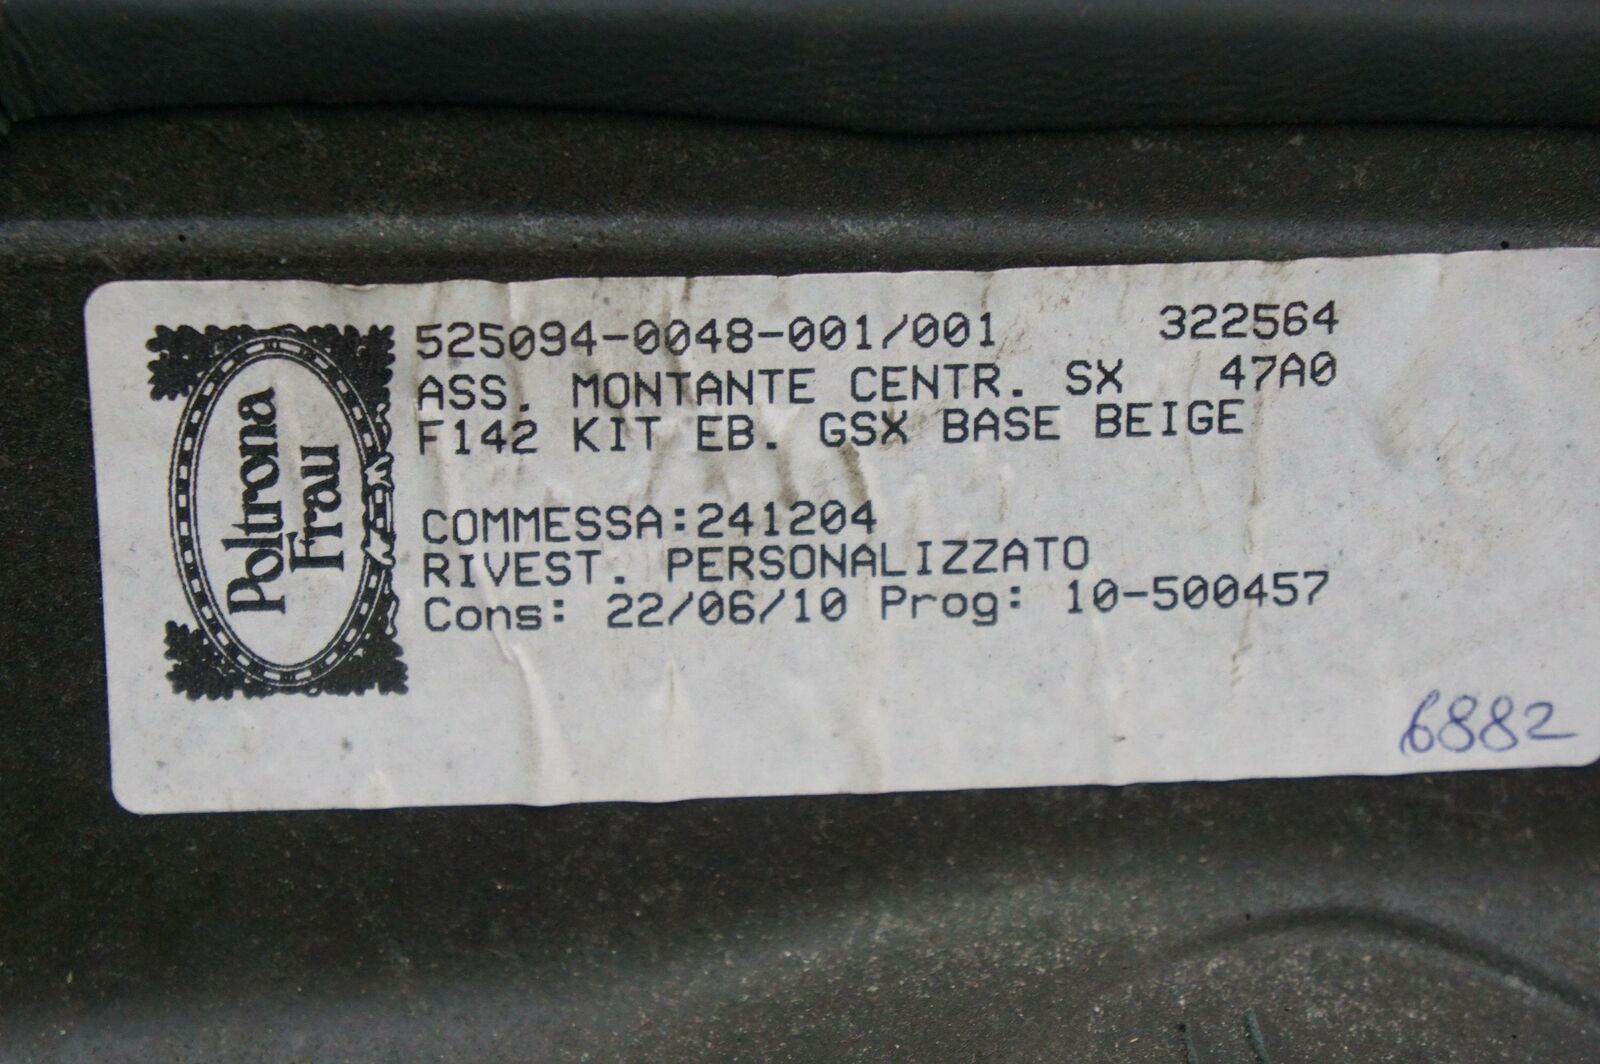 Poltrona
Frau
525094-0048-001/001 322564
ASS. MONTANTE CENTR. SX 47A0
F142 KIT EB. GSX BASE BEIGE
COMMESSA:241204
RIVEST. PERSONALIZZATO
Cons: 22/06/10 Prog: 10-500457
6882